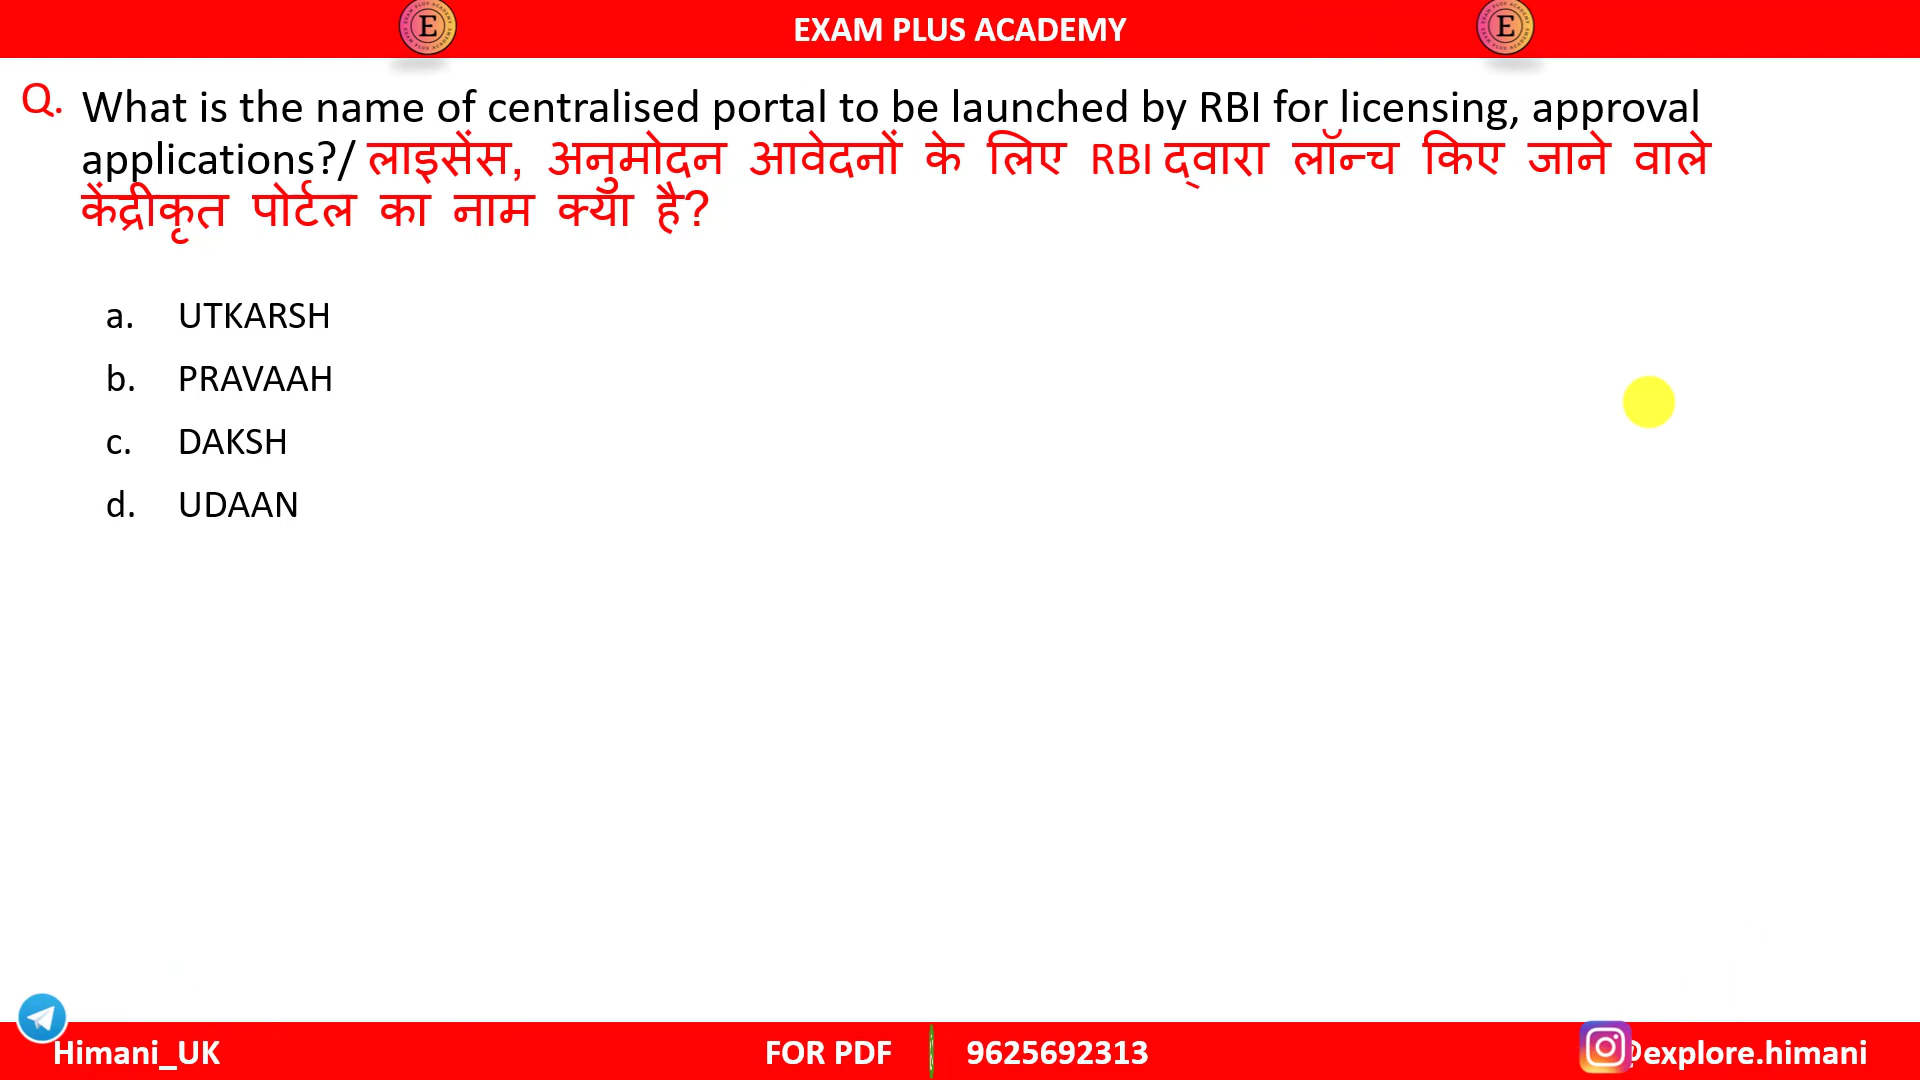 EXAM PLUS ACADEMY
E
E
Q. What is the name of centralised portal to be launched by RBI for licensing, approval
applications?/ लाइसेंस, अनुमोदन आवेदनों के लिए RBI द्वारा लॉन्च किए जाने वाले
केंद्रीकृत पोर्टल का नाम क्या है?
a. UTKARSH
b. PRAVAAH
c. DAKSH
d. UDAAN
Himani_UK
FOR PDF
9625692313
@explore.himani